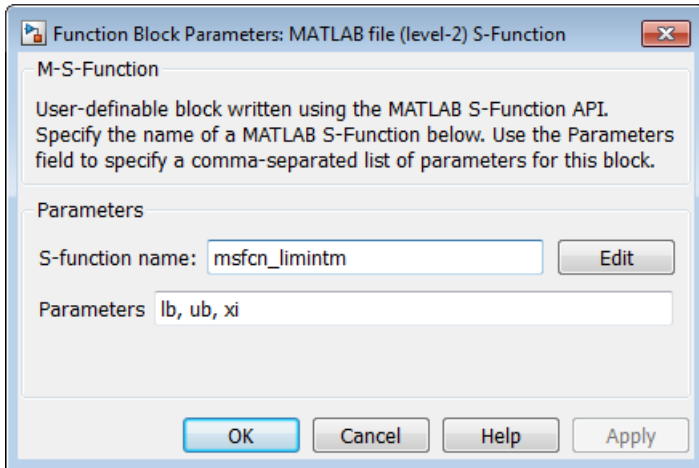 Function Block Parameters: MATLAB file (level-2) S-Function
M-S-Function
User-definable block written using the MATLAB S-Function API.
Specify the name of a MATLAB S-Function below. Use the Parameters
field to specify a comma-separated list of parameters for this block.
Parameters
S-function name: msfcn_limintm Edit
Parameters lb, ub, xi
OK Cancel Help Apply